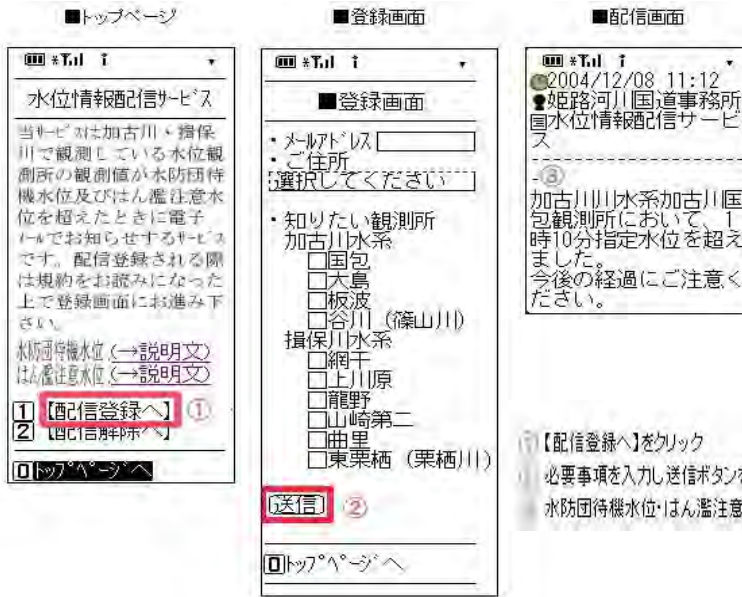 ■トップページ
水位情報配信サービス
当サービスは加古川・揖保
川で観測している水位観
測所の観測値が水防団待
機水位及びはん濫注意水
位を超えたときに電子
メールでお知らせするサービス
です。配信登録される際
は規約をお読みになった
上で登録画面にお進み下
さい。
水防団待機水位 (→説明文)
はん濫注意水位 (→説明文)
1 【配信登録へ】 ①
2 【配信解除へ】
0 トップページへ
■登録画面
■登録画面
・メールアドレス
・ご住所
選択してください
・知りたい観測所
加古川水系
□国包
□大島
□板波
□谷川 (篠山川)
揖保川水系
□網干
□上川原
□龍野
□山崎第二
□曲里
□東栗栖 (栗栖川)
[送信] ②
0 トップページへ
■配信画面
2004/12/08 11:12
姫路河川国道事務所
国水位情報配信サービ
ス
-③
加古川川水系加古川国
包観測所において、1
時10分指定水位を超え
ました。
今後の経過にご注意く
ださい。
【配信登録へ】をクリック
必要事項を入力し送信ボタンを
水防団待機水位・はん濫注意